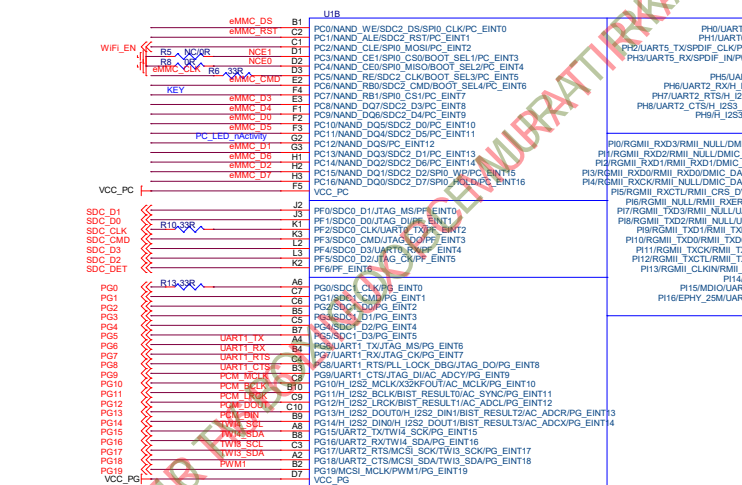 U1B
eMMC_DS B1 PC0/NAND_WE/SDC2_DS/SPI0_CLK/PC_EINT0
eMMC_RST C2 PC1/NAND_ALE/SDC2_RST/PC_EINT1
C1 PC2/NAND_CLE/SPI0_MOSI/PC_EINT2
WiFi_EN R5 NC/0R NCE1 D1 PC3/NAND_CE1/SPI0_CS0/BOOT_SEL1/PC_EINT3
R8 0R NCE0 D2 PC4/NAND_CE0/SPI0_MISO/BOOT_SEL2/PC_EINT4
eMMC_CLK R6 33R D3 PC5/NAND_RE/SDC2_CLK/BOOT_SEL3/PC_EINT5
eMMC_CMD E2 PC6/NAND_RB0/SDC2_CMD/BOOT_SEL4/PC_EINT6
KEY F4 PC7/NAND_RB1/SPI0_CS1/PC_EINT7
eMMC_D3 E3 PC8/NAND_DQ7/SDC2_D3/PC_EINT8
eMMC_D4 F1 PC9/NAND_DQ6/SDC2_D4/PC_EINT9
eMMC_D0 F2 PC10/NAND_DQ5/SDC2_D0/PC_EINT10
eMMC_D5 F3 PC11/NAND_DQ4/SDC2_D5/PC_EINT11
PC_LED_nActivity G2 PC12/NAND_DQS/PC_EINT12
eMMC_D1 G3 PC13/NAND_DQ3/SDC2_D1/PC_EINT13
eMMC_D6 H1 PC14/NAND_DQ2/SDC2_D6/PC_EINT14
eMMC_D2 H2 PC15/NAND_DQ1/SDC2_D2/SPI0_WP/PC_EINT15
eMMC_D7 H3 PC16/NAND_DQ0/SDC2_D7/SPI0_HOLD/PC_EINT16
VCC_PC F5 VCC_PC
SDC_D1 J2 PF0/SDC0_D1/JTAG_MS/PF_EINT0
SDC_D0 J3 PF1/SDC0_D0/JTAG_DI/PF_EINT1
SDC_CLK R10 33R K1 PF2/SDC0_CLK/UART0_TX/PF_EINT2
SDC_CMD K3 PF3/SDC0_CMD/JTAG_DO/PF_EINT3
SDC_D3 L2 PF4/SDC0_D3/UART0_RX/PF_EINT4
SDC_D2 L3 PF5/SDC0_D2/JTAG_CK/PF_EINT5
SDC_DET K2 PF6/PF_EINT6
PG0 R13 33R A6 PG0/SDC1_CLK/PG_EINT0
PG1 C7 PG1/SDC1_CMD/PG_EINT1
PG2 C6 PG2/SDC1_D0/PG_EINT2
PG3 B5 PG3/SDC1_D1/PG_EINT3
PG4 C5 PG4/SDC1_D2/PG_EINT4
PG5 B7 PG5/SDC1_D3/PG_EINT5
PG6 UART1_TX A4 PG6/UART1_TX/JTAG_MS/PG_EINT6
PG7 UART1_RX B4 PG7/UART1_RX/JTAG_CK/PG_EINT7
PG8 UART1_RTS C4 PG8/UART1_RTS/PLL_LOCK_DBG/JTAG_DO/PG_EINT8
PG9 UART1_CTS B3 PG9/UART1_CTS/JTAG_DI/AC_ADCY/PG_EINT9
PG10 PCM_MCLK C8 PG10/H_I2S2_MCLK/X32KFOUT/AC_MCLK/PG_EINT10
PG11 PCM_BCLK B10 PG11/H_I2S2_BCLK/BIST_RESULT0/AC_SYNC/PG_EINT11
PG12 PCM_LRCK C9 PG12/H_I2S2_LRCK/BIST_RESULT1/AC_ADCL/PG_EINT12
PG13 PCM_DOUT C10 PG13/H_I2S2_DOUT0/H_I2S2_DIN1/BIST_RESULT2/AC_ADCR/PG_EINT13
PG14 PCM_DIN B9 PG14/H_I2S2_DIN0/H_I2S2_DOUT1/BIST_RESULT3/AC_ADCX/PG_EINT14
PG15 TWI4_SCL A8 PG15/UART2_TX/TWI4_SCK/PG_EINT15
PG16 TWI4_SDA B8 PG16/UART2_RX/TWI4_SDA/PG_EINT16
PG17 TWI3_SCL C3 PG17/UART2_RTS/MCSI_SCK/TWI3_SCK/PG_EINT17
PG18 TWI3_SDA A2 PG18/UART2_CTS/MCSI_SDA/TWI3_SDA/PG_EINT18
PG19 PWM1 B2 PG19/MCSI_MCLK/PWM1/PG_EINT19
VCC_PG D7 VCC_PG
PH0/UART
PH1/UART
PH2/UART5_TX/SPDIF_CLK/P
PH3/UART5_RX/SPDIF_IN/P
PH5/UA
PH6/UART2_RX/H_I
PH7/UART2_RTS/H_I2
PH8/UART2_CTS/H_I2S3
PH9/H_I2S3
PI0/RGMII_RXD3/RMII_NULL/DM
PI1/RGMII_RXD2/RMII_NULL/DMIC_
PI2/RGMII_RXD1/RMII_RXD1/DMIC_
PI3/RGMII_RXD0/RMII_RXD0/DMIC_DA
PI4/RGMII_RXCK/RMII_NULL/DMIC_DA
PI5/RGMII_RXCTL/RMII_CRS_D
PI6/RGMII_NULL/RMII_RXER
PI7/RGMII_TXD3/RMII_NULL/U
PI8/RGMII_TXD2/RMII_NULL/U
PI9/RGMII_TXD1/RMII_TX
PI10/RGMII_TXD0/RMII_TXD
PI11/RGMII_TXCK/RMII_TX
PI12/RGMII_TXCTL/RMII_T
PI13/RGMII_CLKIN/RMII_
PI14
PI15/MDIO/UAR
PI16/EPHY_25M/UAR